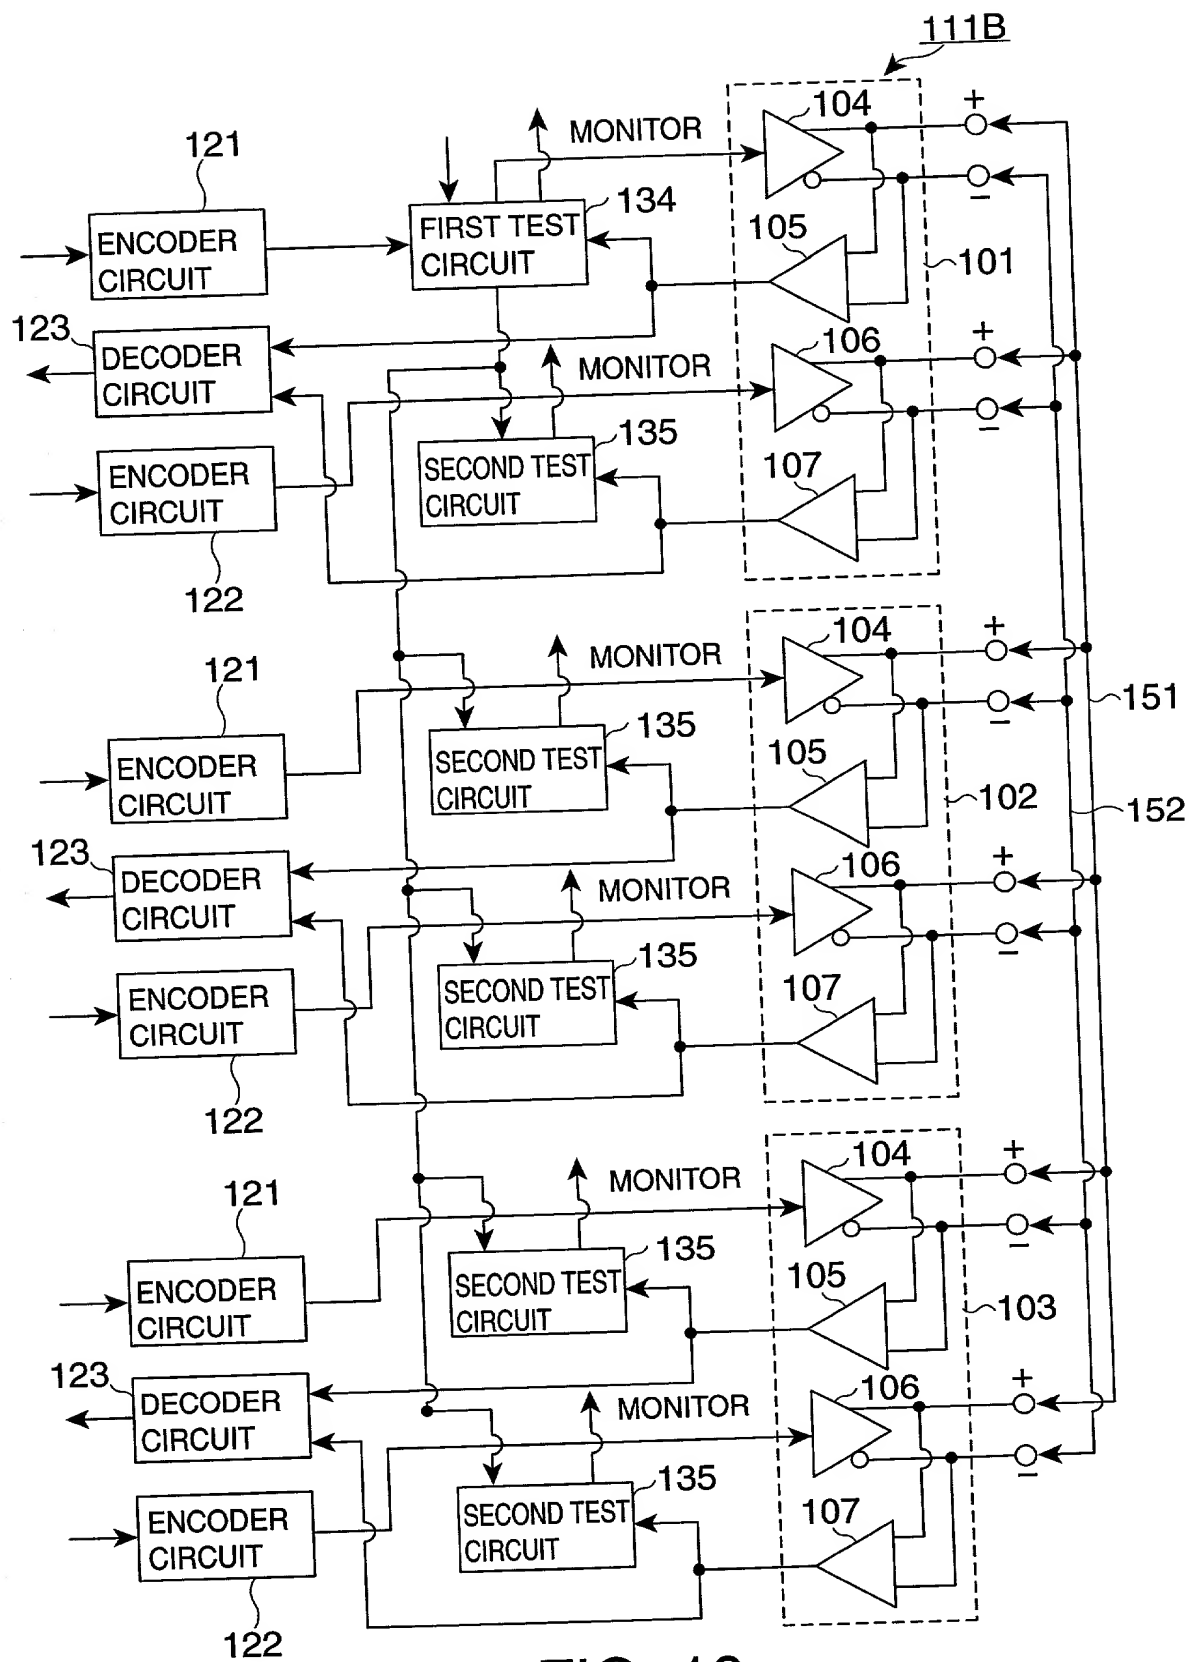 111B
104
+
MONITOR
121
134
−
ENCODER
CIRCUIT
FIRST TEST
CIRCUIT
105
101
123
DECODER
CIRCUIT
MONITOR
106
+
135
−
ENCODER
CIRCUIT
SECOND TEST
CIRCUIT
107
122
104
+
MONITOR
121
135
−
151
ENCODER
CIRCUIT
SECOND TEST
CIRCUIT
105
102
152
123
DECODER
CIRCUIT
MONITOR
106
+
135
−
ENCODER
CIRCUIT
SECOND TEST
CIRCUIT
107
122
104
+
MONITOR
121
135
−
ENCODER
CIRCUIT
SECOND TEST
CIRCUIT
105
103
123
DECODER
CIRCUIT
MONITOR
106
+
135
−
ENCODER
CIRCUIT
SECOND TEST
CIRCUIT
107
122